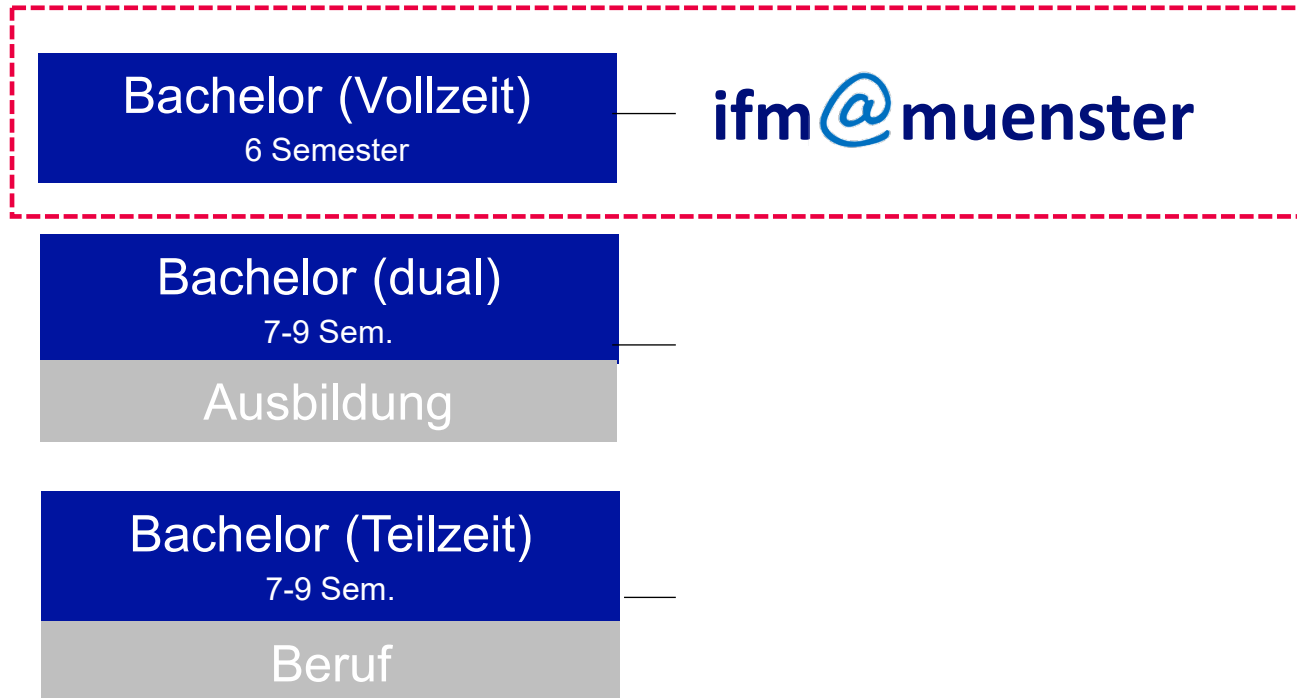 Bachelor (Vollzeit)
6 Semester
ifm@muenster
Bachelor (dual)
7-9 Sem.
Ausbildung
Bachelor (Teilzeit)
7-9 Sem.
Beruf